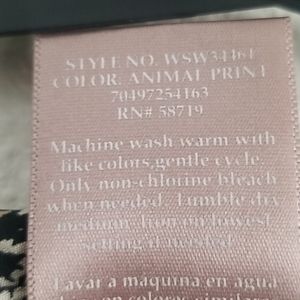 STYLE NO. WSW34461
COLOR. ANIMAL PRINT
70497254163
RN# 58719
Machine wash warm with
like colors,gentle cycle.
Only non-chlorine bleach
when needed. Tumble dry
medium. Iron on lowest
setting if needed
Lavar a maquina en agua